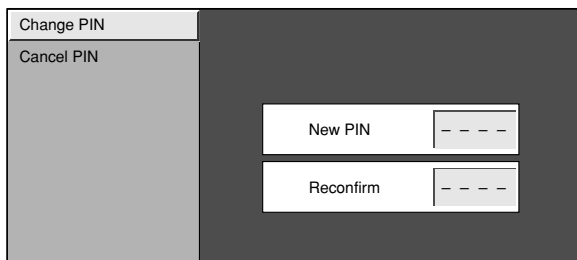 Change PIN
Cancel PIN
New PIN – – – –
Reconfirm – – – –